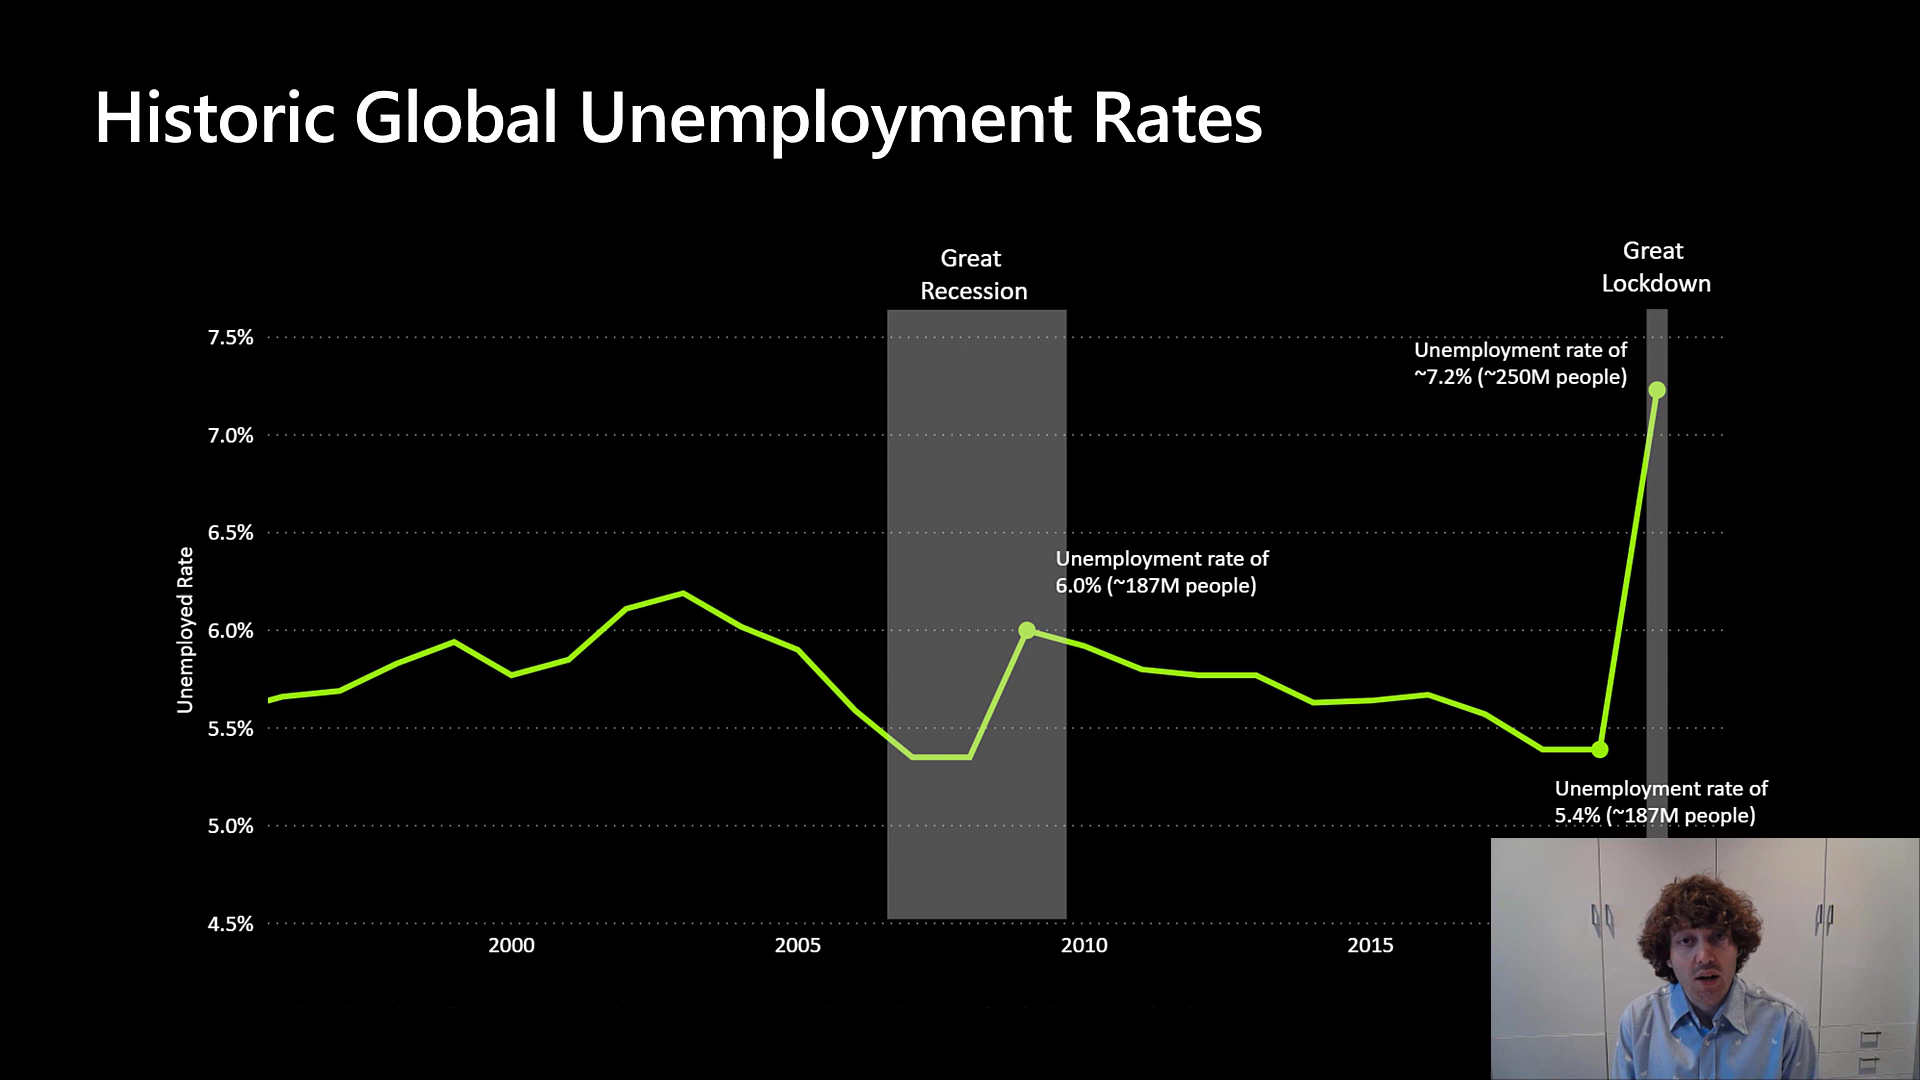 Historic Global Unemployment Rates
Great
Recession
Great
Lockdown
7.5%
Unemployment rate of
~7.2% (~250M people)
7.0%
6.5%
Unemployment rate of
6.0% (~187M people)
Unemployed Rate
6.0%
5.5%
Unemployment rate of
5.4% (~187M people)
5.0%
4.5%
2000
2005
2010
2015